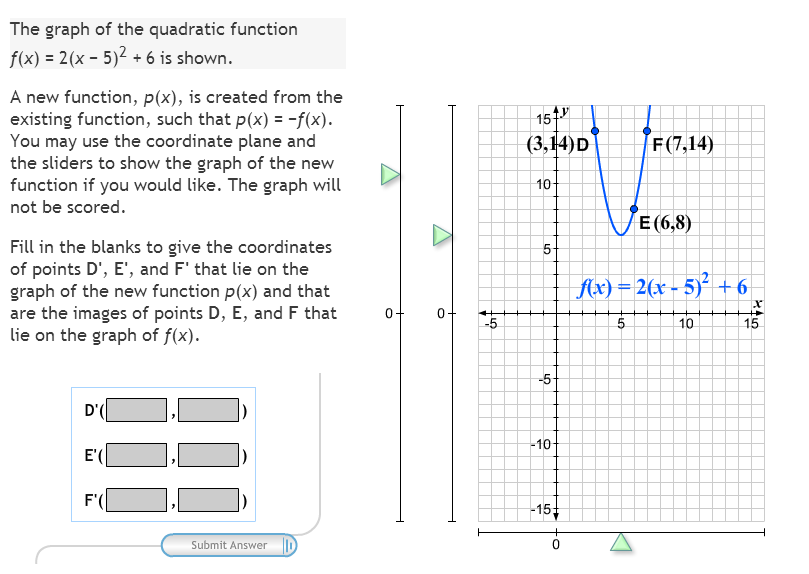 The graph of the quadratic function
f(x) = 2(x – 5)² + 6 is shown.
A new function, p(x), is created from the
existing function, such that p(x) = –f(x).
You may use the coordinate plane and
the sliders to show the graph of the new
function if you would like. The graph will
not be scored.
Fill in the blanks to give the coordinates
of points D', E', and F' that lie on the
graph of the new function p(x) and that
are the images of points D, E, and F that
lie on the graph of f(x).
D'( , )
E'( , )
F'( , )
Submit Answer
0
0
y
15
(3,14) D
F (7,14)
10
E (6,8)
5
f(x) = 2(x - 5)² + 6
x
-5
5
10
15
-5
-10
-15
0